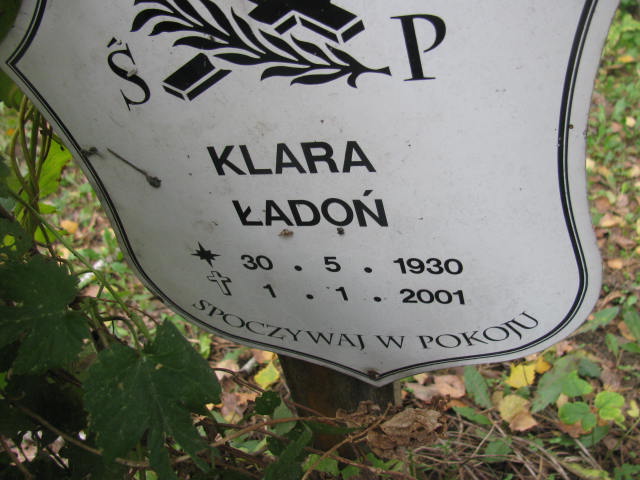 Ś P
KLARA
ŁADOŃ
30 . 5 . 1930
1 . 1 . 2001
SPOCZYWAJ W POKOJU